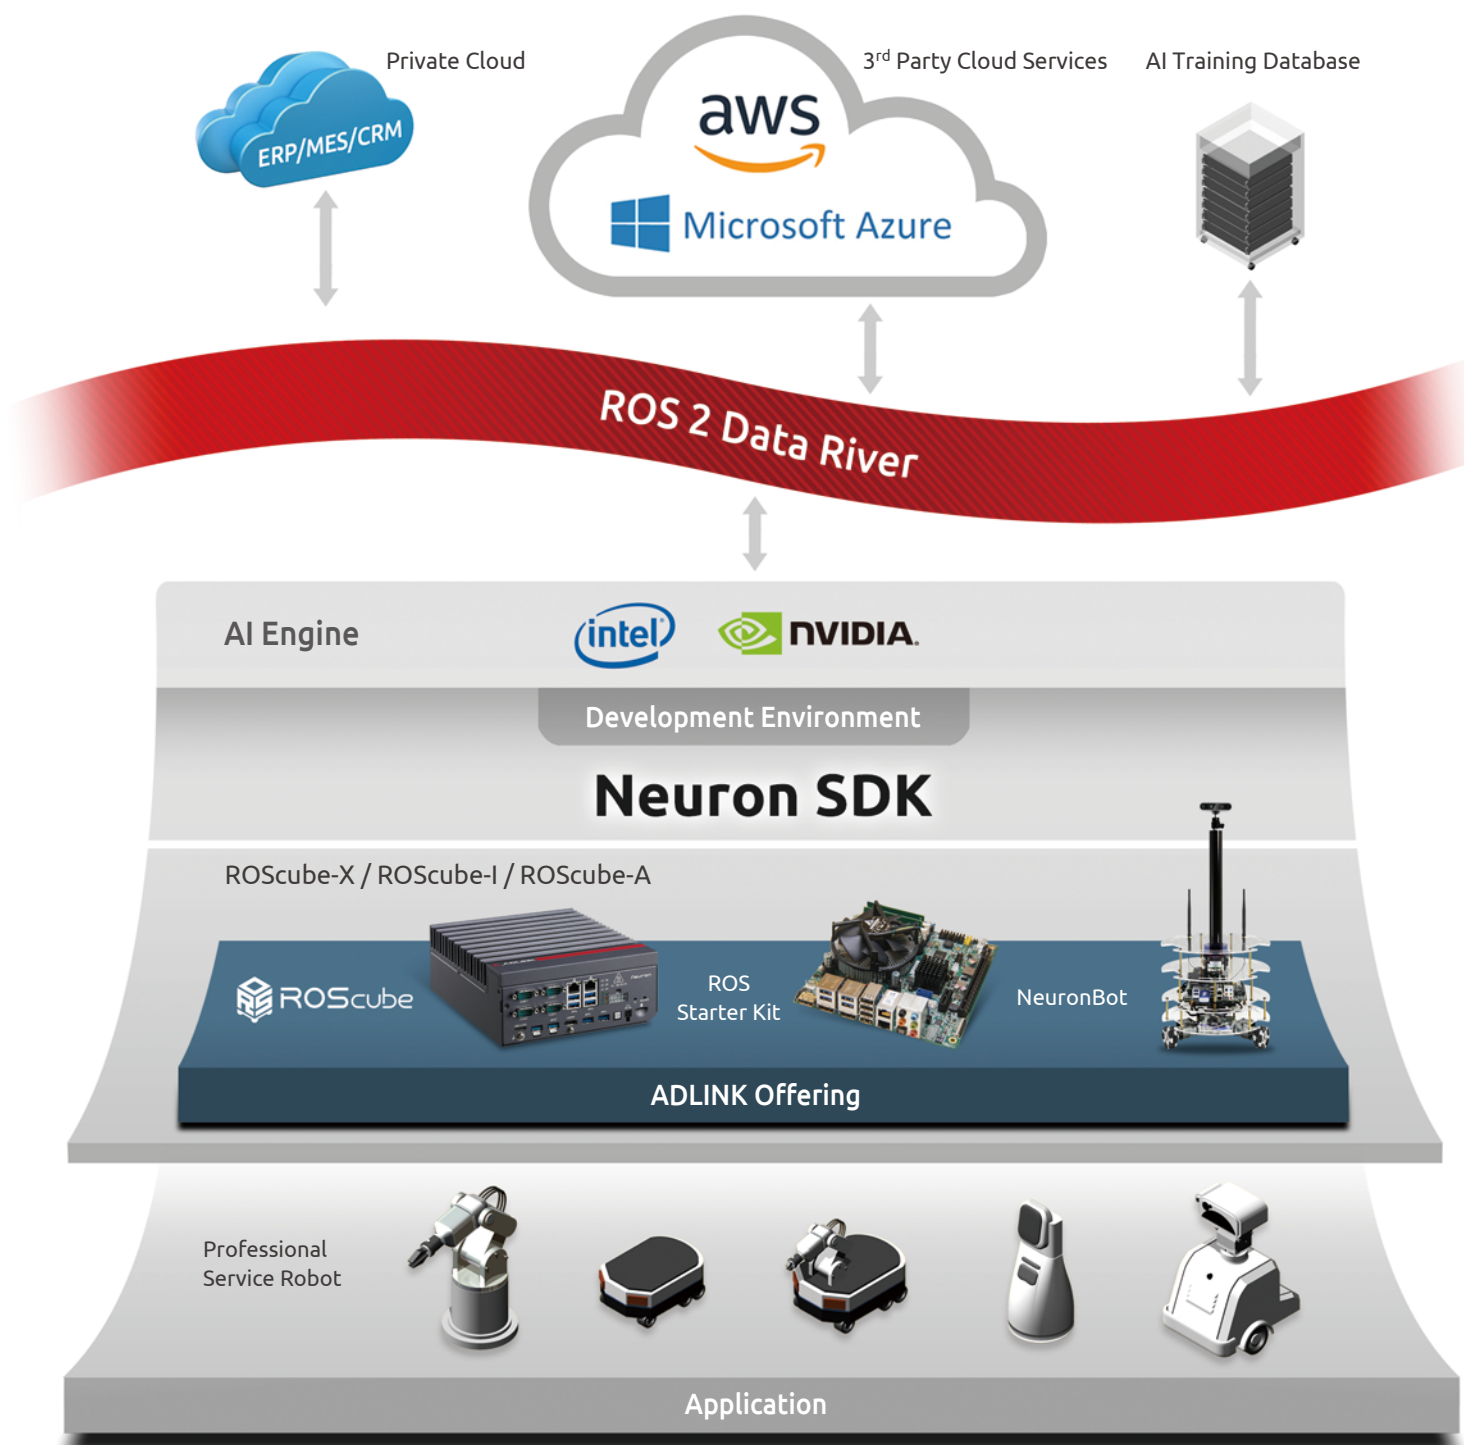 Private Cloud
3rd Party Cloud Services
AI Training Database
ERP/MES/CRM
aws
Microsoft Azure
ROS 2 Data River
AI Engine
intel
NVIDIA.
Development Environment
Neuron SDK
ROScube-X / ROScube-I / ROScube-A
ROScube
ROS
Starter Kit
NeuronBot
ADLINK Offering
Professional
Service Robot
Application